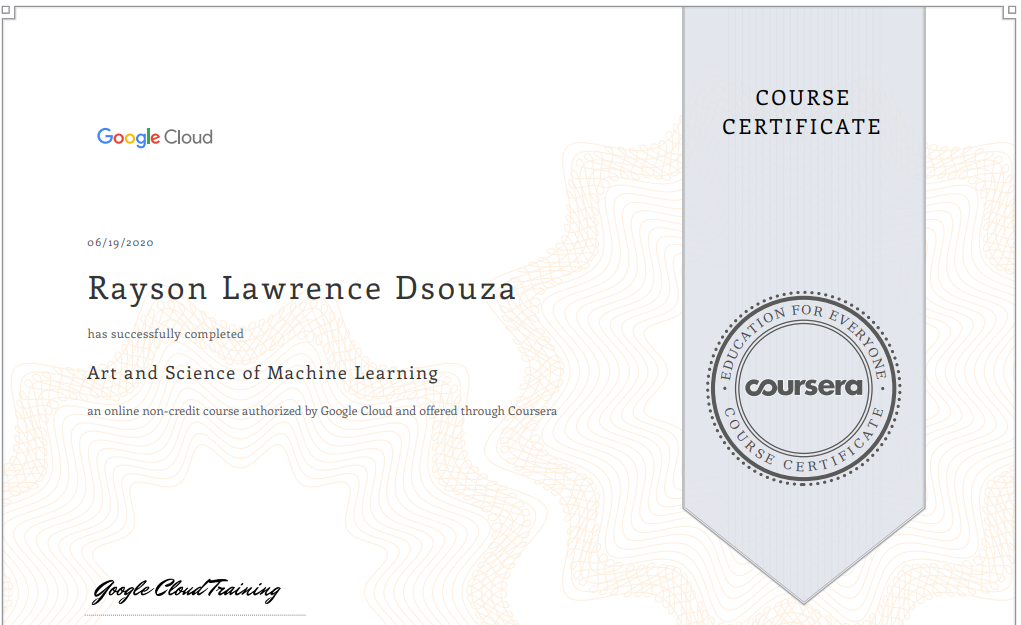 COURSE
CERTIFICATE
Google Cloud
06/19/2020
Rayson Lawrence Dsouza
has successfully completed
Art and Science of Machine Learning
an online non-credit course authorized by Google Cloud and offered through Coursera
EDUCATION FOR EVERYONE
coursera
COURSE CERTIFICATE
Google Cloud Training